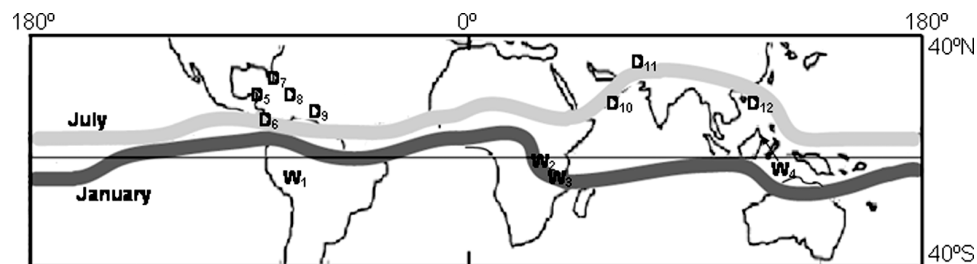 180º 0º 180º
40ºN
D11
D7
D5 D8
D10 D12
D9
July D6
W2
W1 W3 W4
January
40ºS